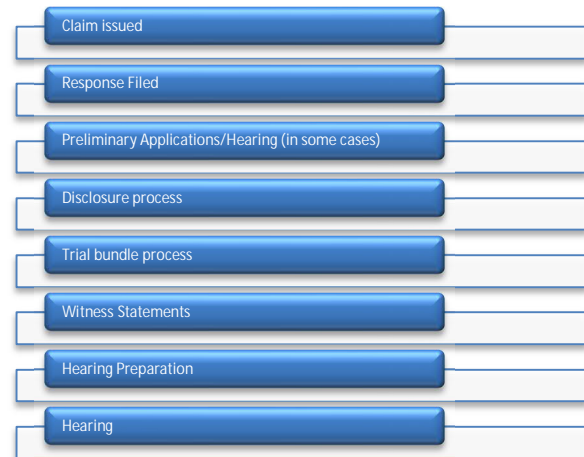 Claim issued
Response Filed
Preliminary Applications/Hearing (in some cases)
Disclosure process
Trial bundle process
Witness Statements
Hearing Preparation
Hearing